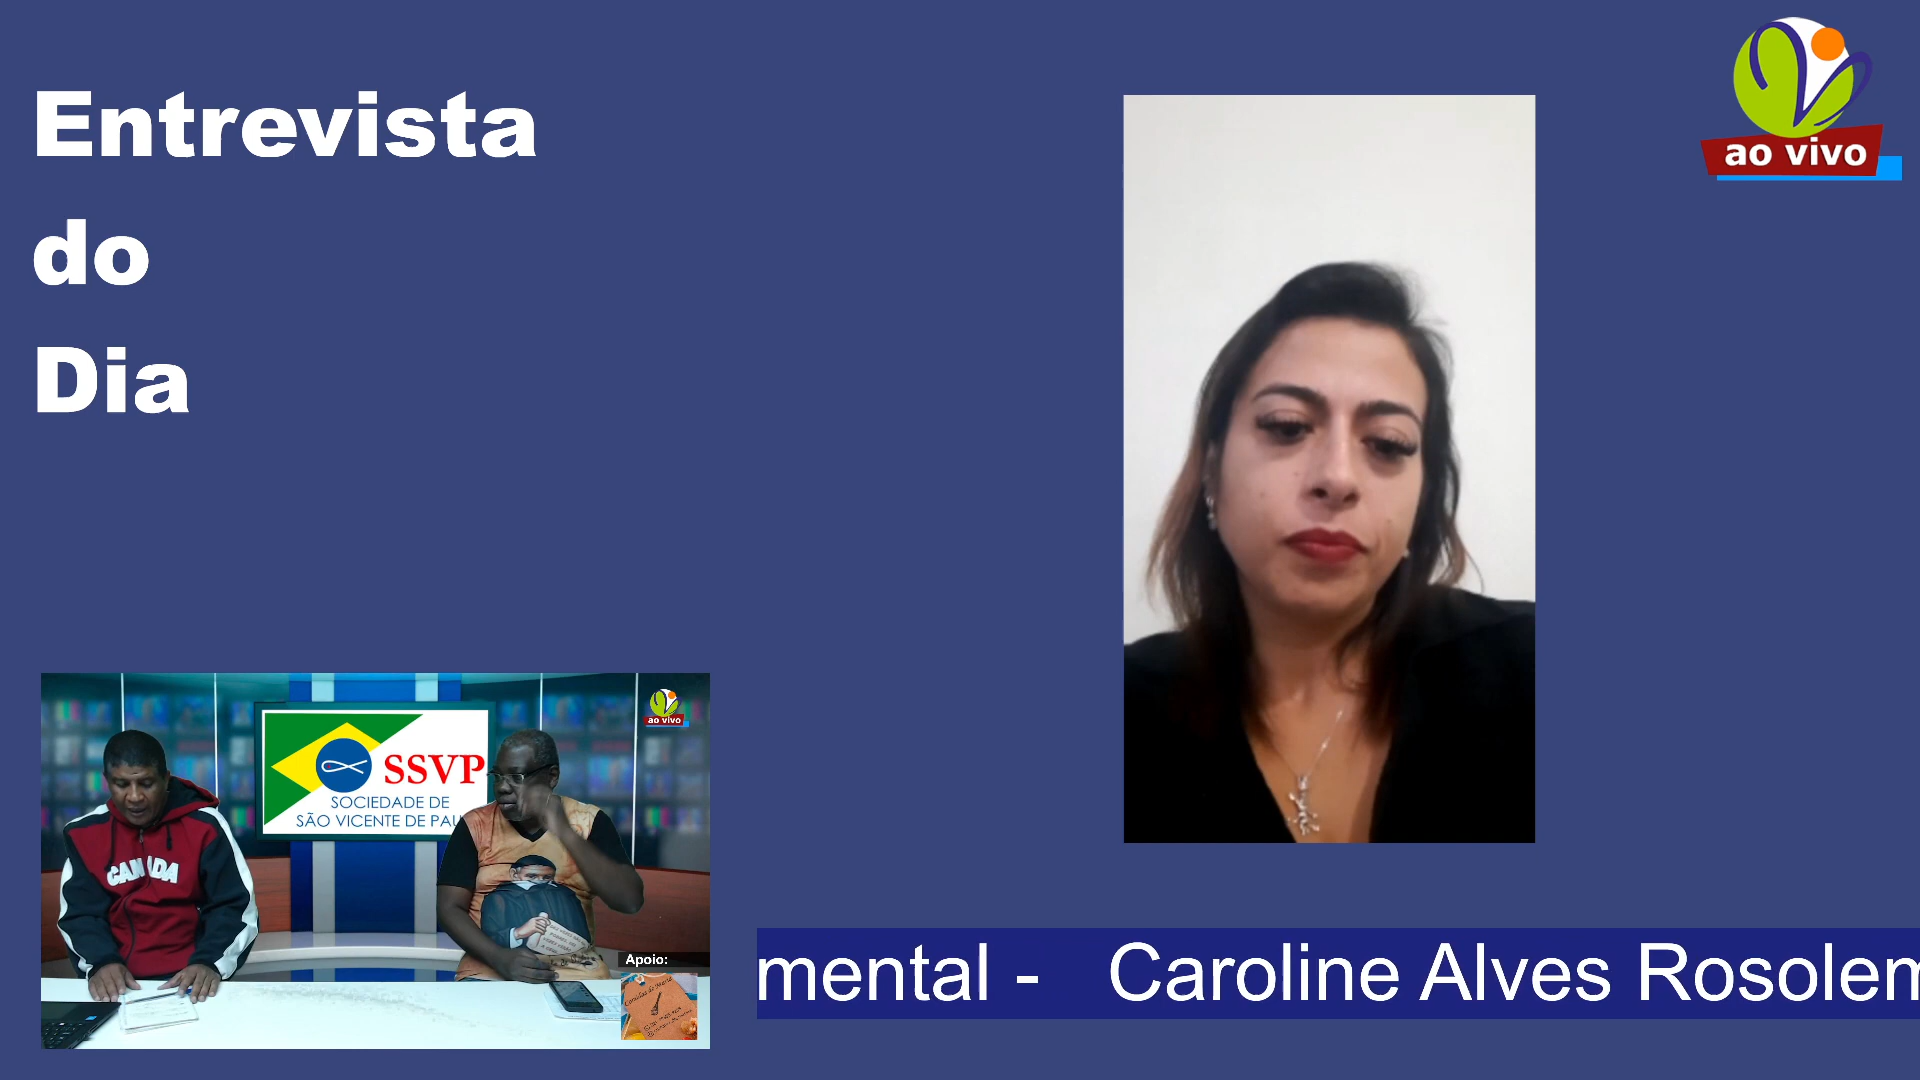 Entrevista
do
Dia
ao vivo
ao vivo
SSVP
SOCIEDADE DE
SÃO VICENTE DE PAU
CANADA
Apoio:
mental - Caroline Alves Rosolem